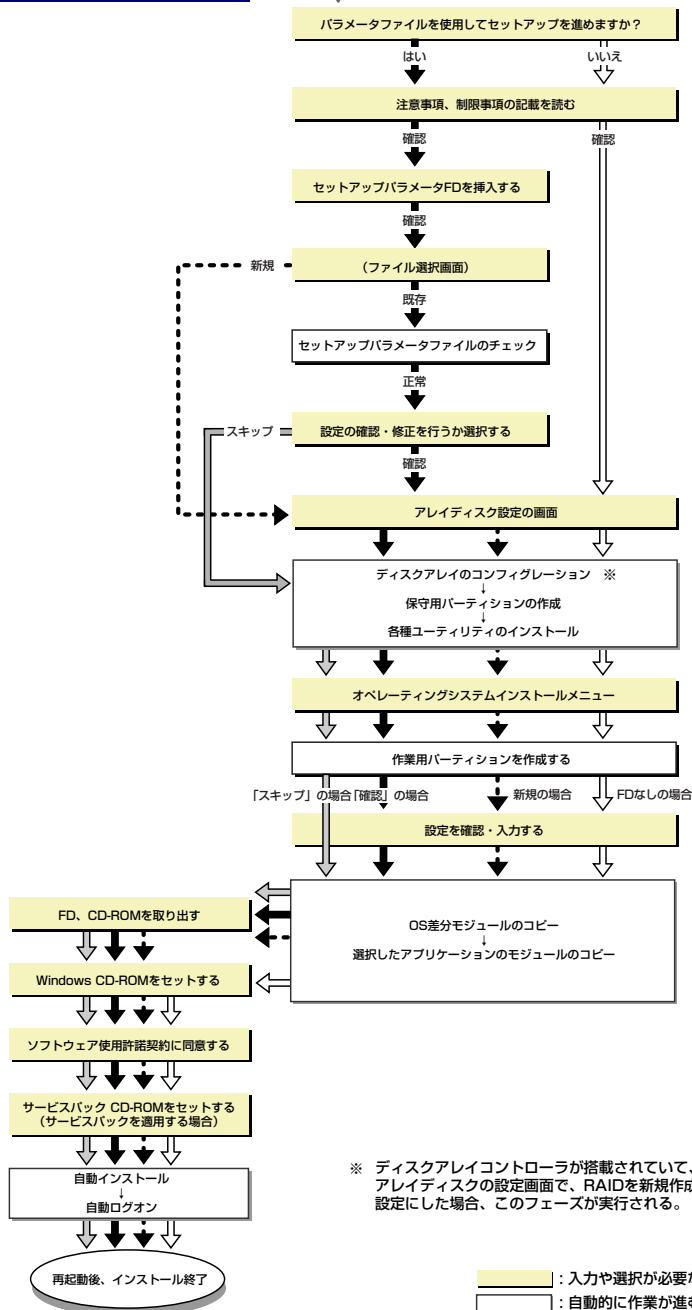 パラメータファイルを使用してセットアップを進めますか？
はい
いいえ
注意事項、制限事項の記載を読む
確認
確認
セットアップパラメータFDを挿入する
確認
新規
（ファイル選択画面）
既存
セットアップパラメータファイルのチェック
正常
スキップ
設定の確認・修正を行うか選択する
確認
アレイディスク設定の画面
ディスクアレイのコンフィグレーション ※
↓
保守用パーティションの作成
↓
各種ユーティリティのインストール
オペレーティングシステムインストールメニュー
作業用パーティションを作成する
「スキップ」の場合
「確認」の場合
新規の場合
FDなしの場合
設定を確認・入力する
OS差分モジュールのコピー
↓
選択したアプリケーションのモジュールのコピー
FD、CD-ROMを取り出す
Windows CD-ROMをセットする
ソフトウェア使用許諾契約に同意する
サービスパック CD-ROMをセットする
（サービスパックを適用する場合）
自動インストール
↓
自動ログオン
再起動後、インストール終了
※ ディスクアレイコントローラが搭載されていて、
アレイディスクの設定画面で、RAIDを新規作成
設定にした場合、このフェーズが実行される。
：入力や選択が必要
：自動的に作業が進